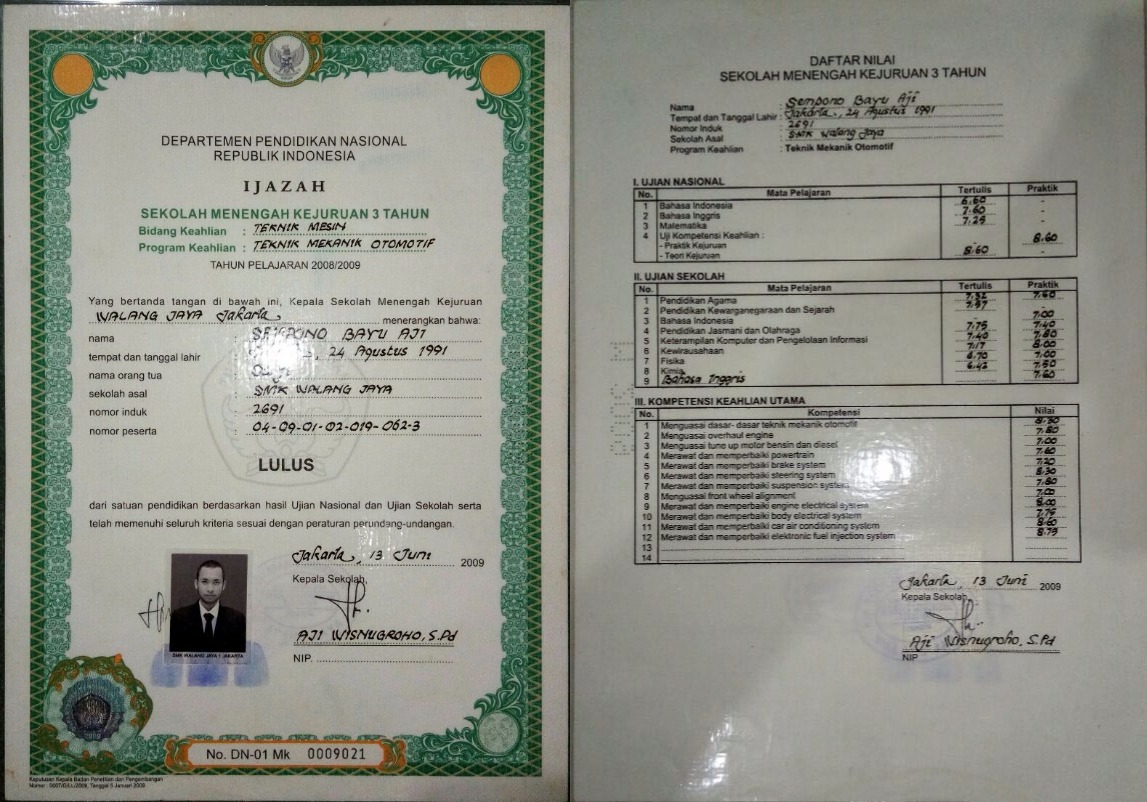 DEPARTEMEN PENDIDIKAN NASIONAL
REPUBLIK INDONESIA
IJAZAH
SEKOLAH MENENGAH KEJURUAN 3 TAHUN
Bidang Keahlian : TEKNIK MESIN
Program Keahlian : TEKNIK MEKANIK OTOMOTIF
TAHUN PELAJARAN 2008/2009
Yang bertanda tangan di bawah ini, Kepala Sekolah Menengah Kejuruan
WALANG JAYA Jakarta menerangkan bahwa:
nama : BAYU AJI
tempat dan tanggal lahir : 24 Agustus 1991
nama orang tua :
sekolah asal : SMK WALANG JAYA
nomor induk : 2691
nomor peserta : 04-09-01-02-019-062-3
LULUS
dari satuan pendidikan berdasarkan hasil Ujian Nasional dan Ujian Sekolah serta
telah memenuhi seluruh kriteria sesuai dengan peraturan perundang-undangan.
Jakarta, 13 Juni 2009
Kepala Sekolah,
AJI WISNUGROHO, S.Pd
NIP.
SMK WALANG JAYA 1 JAKARTA
No. DN-01 Mk 0009021
Keputusan Kepala Badan Penelitian dan Pengembangan
DAFTAR NILAI
SEKOLAH MENENGAH KEJURUAN 3 TAHUN
Nama : Sempono Bayu Aji
Tempat dan Tanggal Lahir : Jakarta, 24 Agustus 1991
Nomor Induk : 2691
Sekolah Asal : SMK Walang Jaya
Program Keahlian : Teknik Mekanik Otomotif
I. UJIAN NASIONAL
No. Mata Pelajaran Tertulis Praktik
1 Bahasa Indonesia 6.60 -
2 Bahasa Inggris 7.60 -
3 Matematika 7.25 -
4 Uji Kompetensi Keahlian :
- Praktik Kejuruan - 8.60
- Teori Kejuruan 8.60 -
II. UJIAN SEKOLAH
No. Mata Pelajaran Tertulis Praktik
1 Pendidikan Agama 7.60
2 Pendidikan Kewarganegaraan dan Sejarah
3 Bahasa Indonesia 7.00
4 Pendidikan Jasmani dan Olahraga 7.75 7.40
5 Keterampilan Komputer dan Pengelolaan Informasi 7.40 7.80
6 Kewirausahaan 7.17 8.00
7 Fisika 6.70 7.00
8 Kimia 7.50
9 Bahasa Inggris 7.60
III. KOMPETENSI KEAHLIAN UTAMA
No. Kompetensi Nilai
1 Menguasai dasar- dasar teknik mekanik otomotif 8.30
2 Menguasai overhaul engine 7.80
3 Menguasai tune up motor bensin dan diesel 7.00
4 Merawat dan memperbaiki powertrain 7.60
5 Merawat dan memperbaiki brake system 7.20
6 Merawat dan memperbaiki steering system 8.30
7 Merawat dan memperbaiki suspension system 7.80
8 Menguasai front wheel alignment 7.00
9 Merawat dan memperbaiki engine electrical system 8.00
10 Merawat dan memperbaiki body electrical system 7.75
11 Merawat dan memperbaiki car air conditioning system 8.60
12 Merawat dan memperbaiki elektronic fuel injection system 8.75
13
14
Jakarta, 13 Juni 2009
Kepala Sekolah,
Aji Wisnugroho, S.Pd
NIP